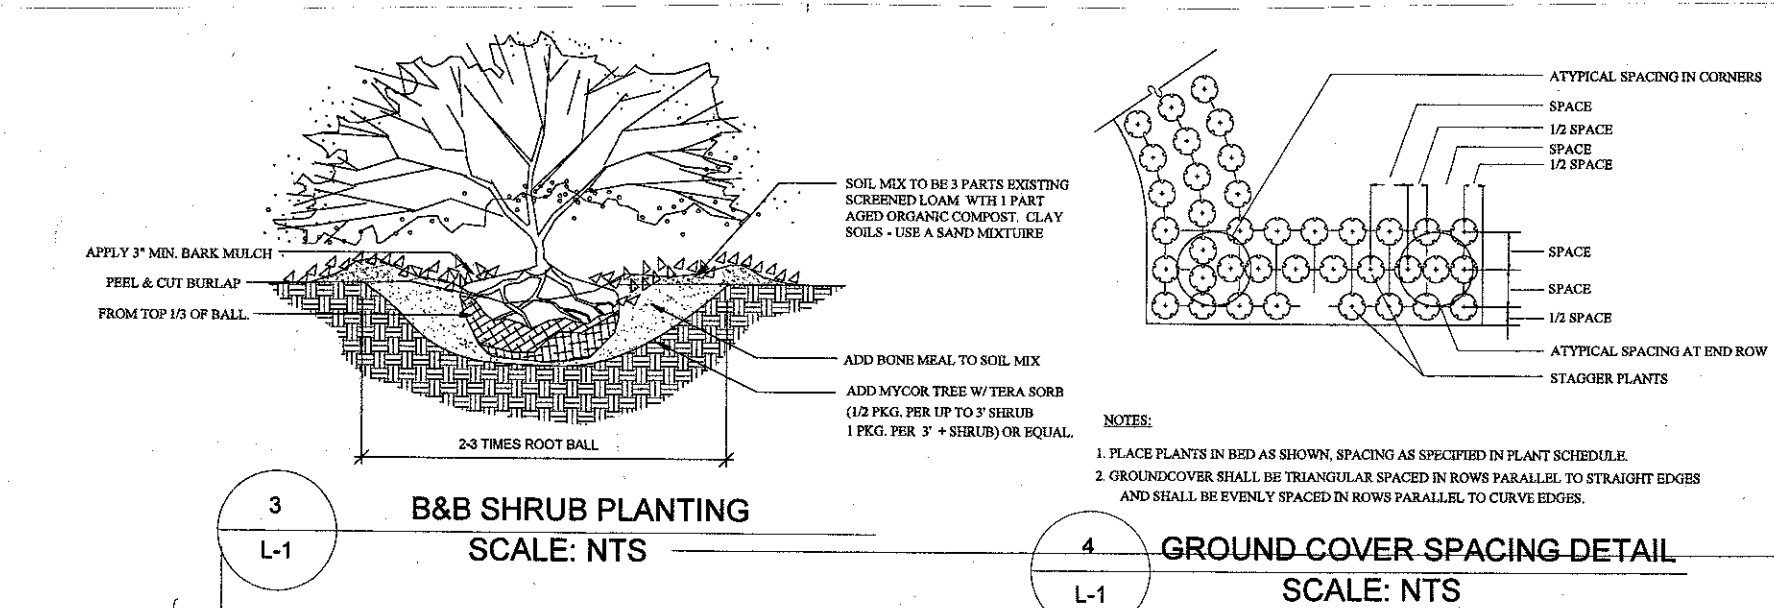 APPLY 3" MIN. BARK MULCH
PEEL & CUT BURLAP
FROM TOP 1/3 OF BALL.
SOIL MIX TO BE 3 PARTS EXISTING
SCREENED LOAM WTH 1 PART
AGED ORGANIC COMPOST. CLAY
SOILS - USE A SAND MIXTUIRE
ADD BONE MEAL TO SOIL MIX
ADD MYCOR TREE W/ TERA SORB
(1/2 PKG. PER UP TO 3' SHRUB
1 PKG. PER 3' + SHRUB) OR EQUAL.
2-3 TIMES ROOT BALL
3
L-1
B&B SHRUB PLANTING
SCALE: NTS
ATYPICAL SPACING IN CORNERS
SPACE
1/2 SPACE
SPACE
1/2 SPACE
SPACE
SPACE
1/2 SPACE
ATYPICAL SPACING AT END ROW
STAGGER PLANTS
NOTES:
1. PLACE PLANTS IN BED AS SHOWN, SPACING AS SPECIFIED IN PLANT SCHEDULE.
2. GROUNDCOVER SHALL BE TRIANGULAR SPACED IN ROWS PARALLEL TO STRAIGHT EDGES
AND SHALL BE EVENLY SPACED IN ROWS PARALLEL TO CURVE EDGES.
4
L-1
GROUND COVER SPACING DETAIL
SCALE: NTS